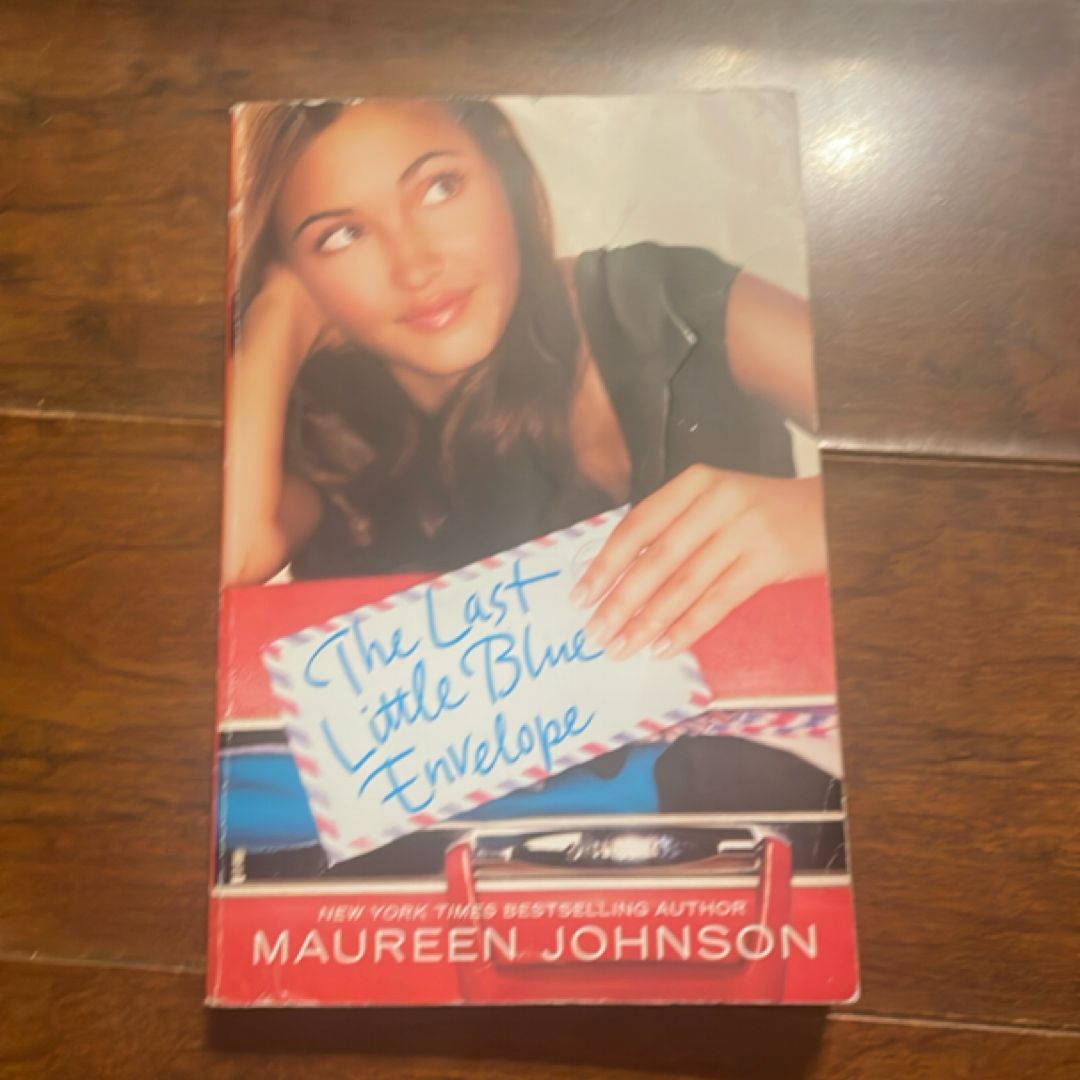 The Last
Little Blue
Envelope
NEW YORK TIMES BESTSELLING AUTHOR
MAUREEN JOHNSON